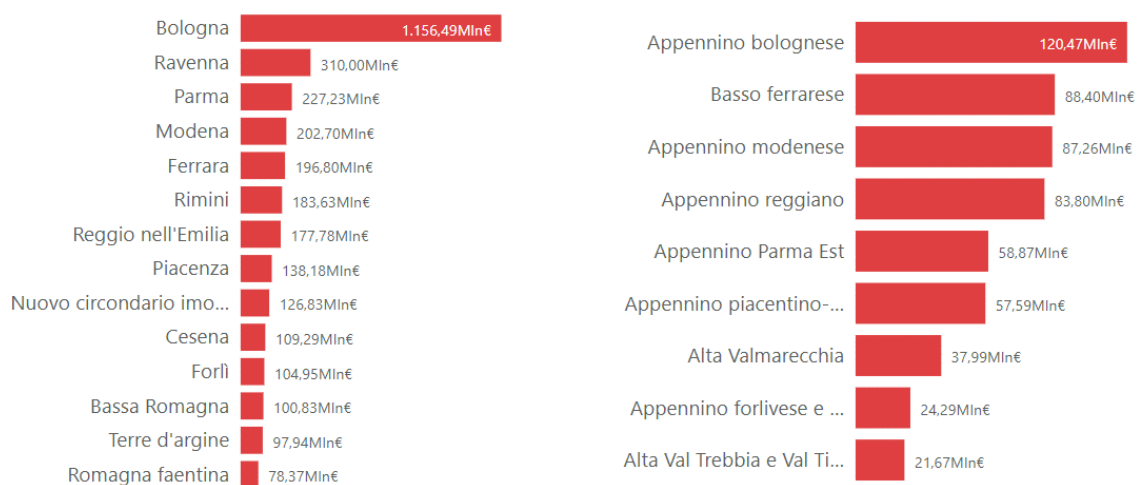 Bologna 1.156,49Mln€
Ravenna 310,00Mln€
Parma 227,23Mln€
Modena 202,70Mln€
Ferrara 196,80Mln€
Rimini 183,63Mln€
Reggio nell'Emilia 177,78Mln€
Piacenza 138,18Mln€
Nuovo circondario imo... 126,83Mln€
Cesena 109,29Mln€
Forlì 104,95Mln€
Bassa Romagna 100,83Mln€
Terre d'argine 97,94Mln€
Romagna faentina 78,37Mln€
Appennino bolognese 120,47Mln€
Basso ferrarese 88,40Mln€
Appennino modenese 87,26Mln€
Appennino reggiano 83,80Mln€
Appennino Parma Est 58,87Mln€
Appennino piacentino-... 57,59Mln€
Alta Valmarecchia 37,99Mln€
Appennino forlivese e ... 24,29Mln€
Alta Val Trebbia e Val Ti... 21,67Mln€